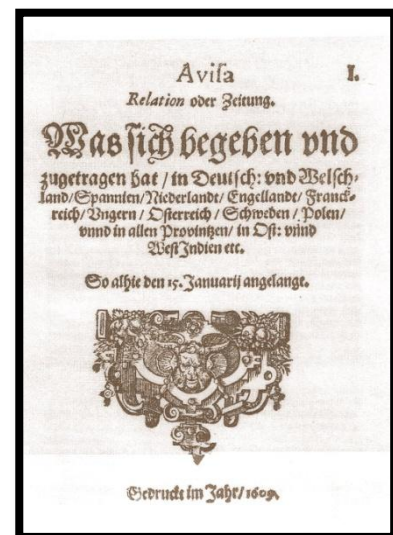 Avisa I.
Relation oder Zeitung.
Was sich begeben vnd
zugetragen hat / in Deutsch: vnd Welsch-
land/Spannien/Niederlandt/Engellandt/Franck-
reich/Vngern/Osterreich/Schweden/Polen/
vnnd in allen Provintzen/in Ost: vnnd
West Indien etc.
So alhie den 15. Januarij angelangt.
Gedruckt im Jahr/1609.